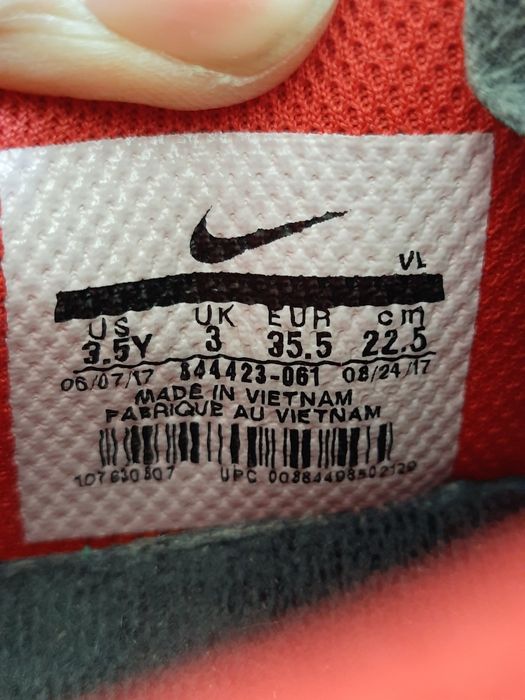 VL
US UK EUR cm
3.5Y 3 35.5 22.5
06/07/17 844423-061 08/24/17
MADE IN VIETNAM
FABRIQUE AU VIETNAM
107630807 UPC 00884498502129